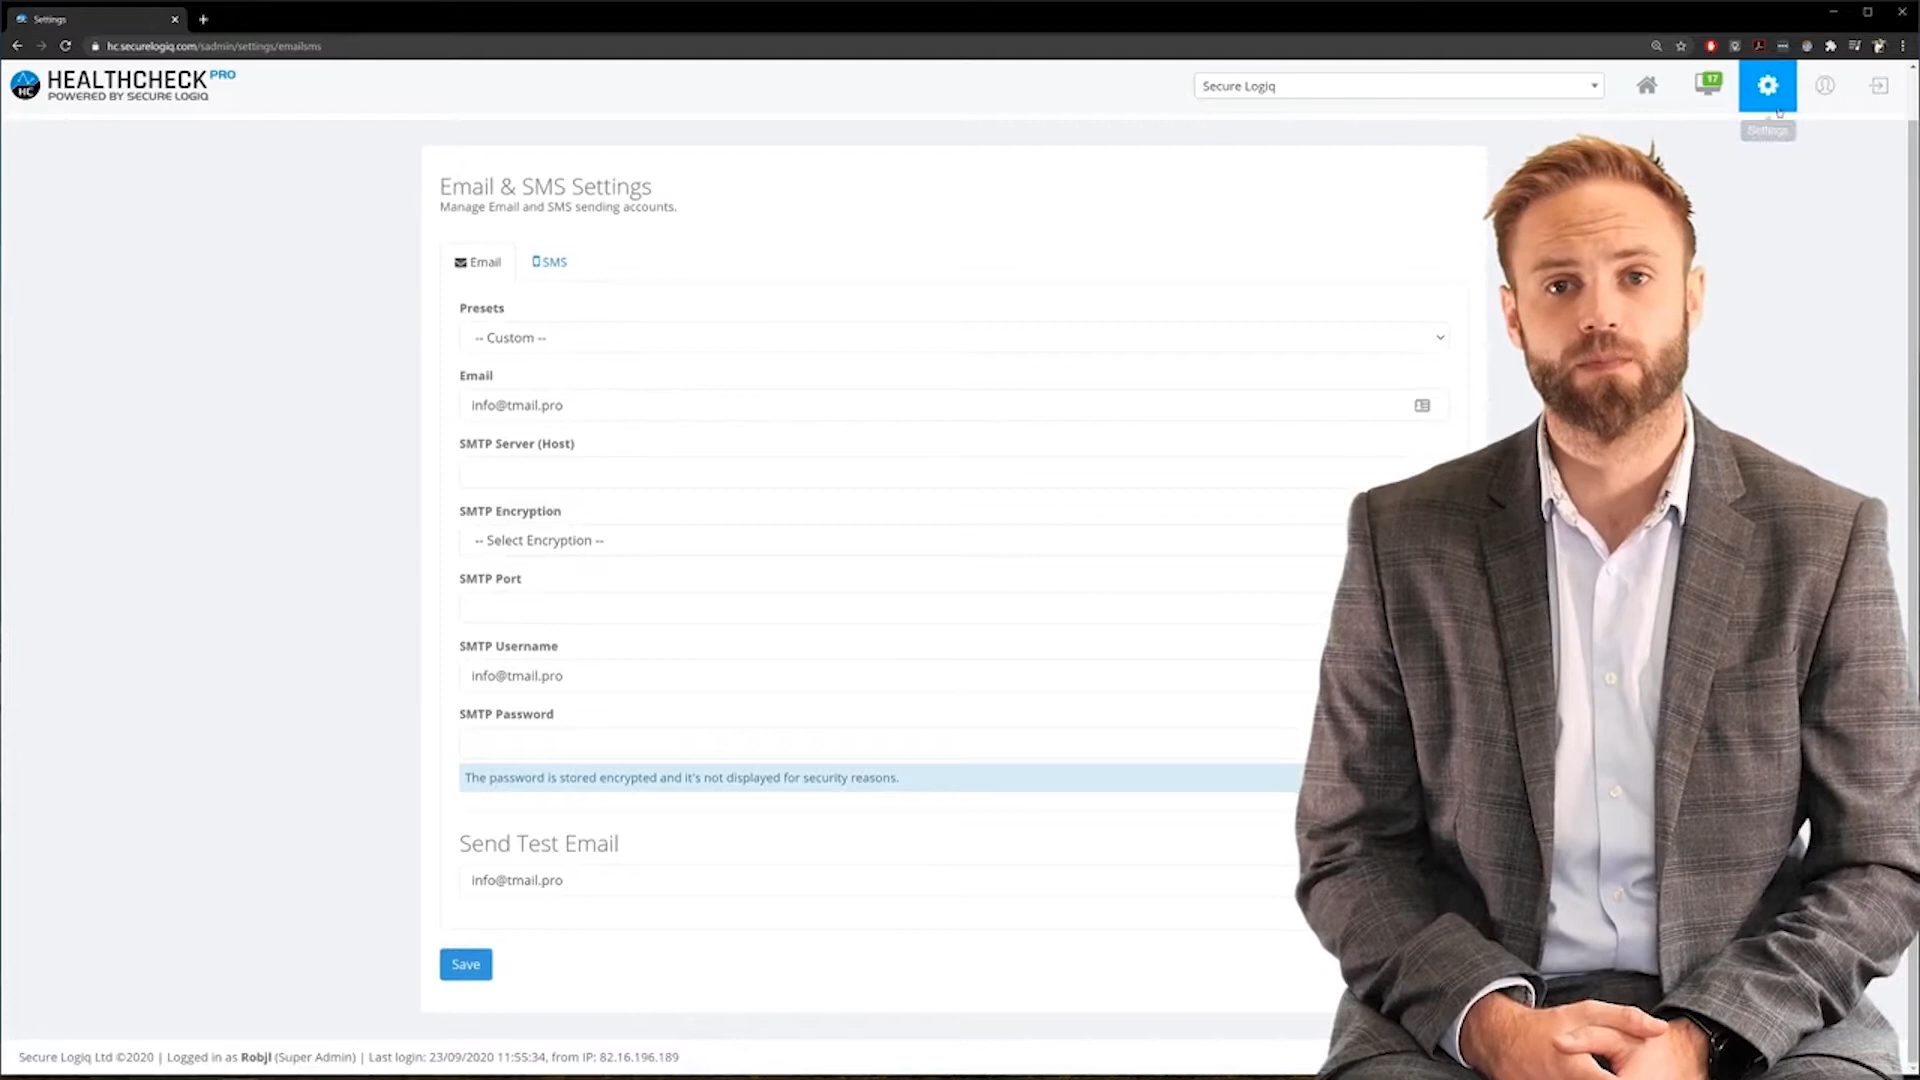 Settings
hc.securelogiq.com/sadmin/settings/emailsms
HC
HEALTHCHECK PRO
POWERED BY SECURE LOGIQ
Secure Logiq
17
Settings
Email & SMS Settings
Manage Email and SMS sending accounts.
Email
SMS
Presets
-- Custom --
Email
info@tmail.pro
SMTP Server (Host)
SMTP Encryption
-- Select Encryption --
SMTP Port
SMTP Username
info@tmail.pro
SMTP Password
The password is stored encrypted and it's not displayed for security reasons.
Send Test Email
info@tmail.pro
Save
Secure Logiq Ltd ©2020 | Logged in as RobJI (Super Admin) | Last login: 23/09/2020 11:55:34, from IP: 82.16.196.189